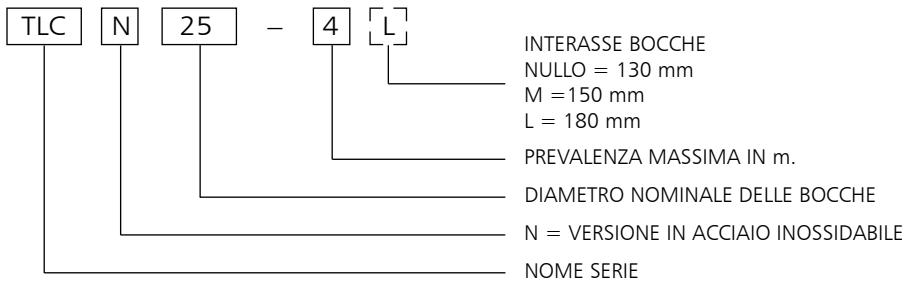 TLC N 25 – 4 L
INTERASSE BOCCHE
NULLO = 130 mm
M =150 mm
L = 180 mm
PREVALENZA MASSIMA IN m.
DIAMETRO NOMINALE DELLE BOCCHE
N = VERSIONE IN ACCIAIO INOSSIDABILE
NOME SERIE